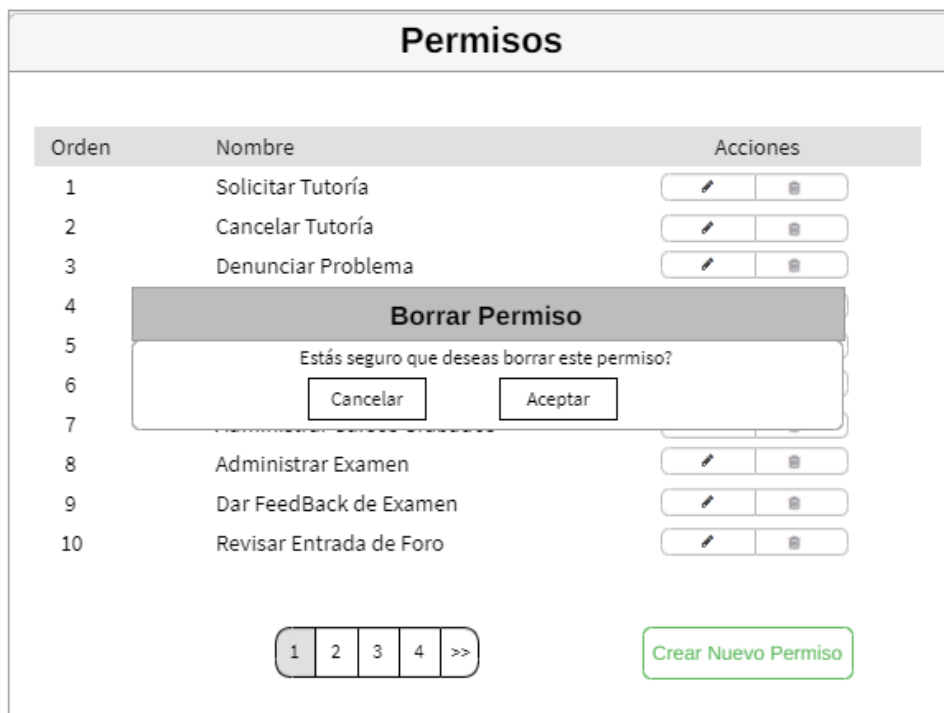 Permisos
Orden Nombre Acciones
1 Solicitar Tutoría
2 Cancelar Tutoría
3 Denunciar Problema
4
Borrar Permiso
5
Estás seguro que deseas borrar este permiso?
6
Cancelar Aceptar
7
8 Administrar Examen
9 Dar FeedBack de Examen
10 Revisar Entrada de Foro
1 2 3 4 >>
Crear Nuevo Permiso